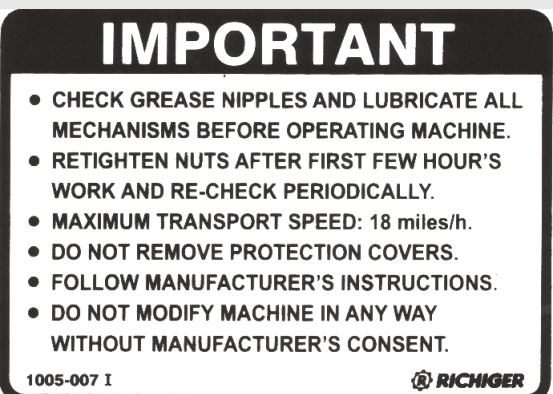 IMPORTANT
• CHECK GREASE NIPPLES AND LUBRICATE ALL
MECHANISMS BEFORE OPERATING MACHINE.
• RETIGHTEN NUTS AFTER FIRST FEW HOUR'S
WORK AND RE-CHECK PERIODICALLY.
• MAXIMUM TRANSPORT SPEED: 18 miles/h.
• DO NOT REMOVE PROTECTION COVERS.
• FOLLOW MANUFACTURER'S INSTRUCTIONS.
• DO NOT MODIFY MACHINE IN ANY WAY
WITHOUT MANUFACTURER'S CONSENT.
1005-007 I
R RICHIGER